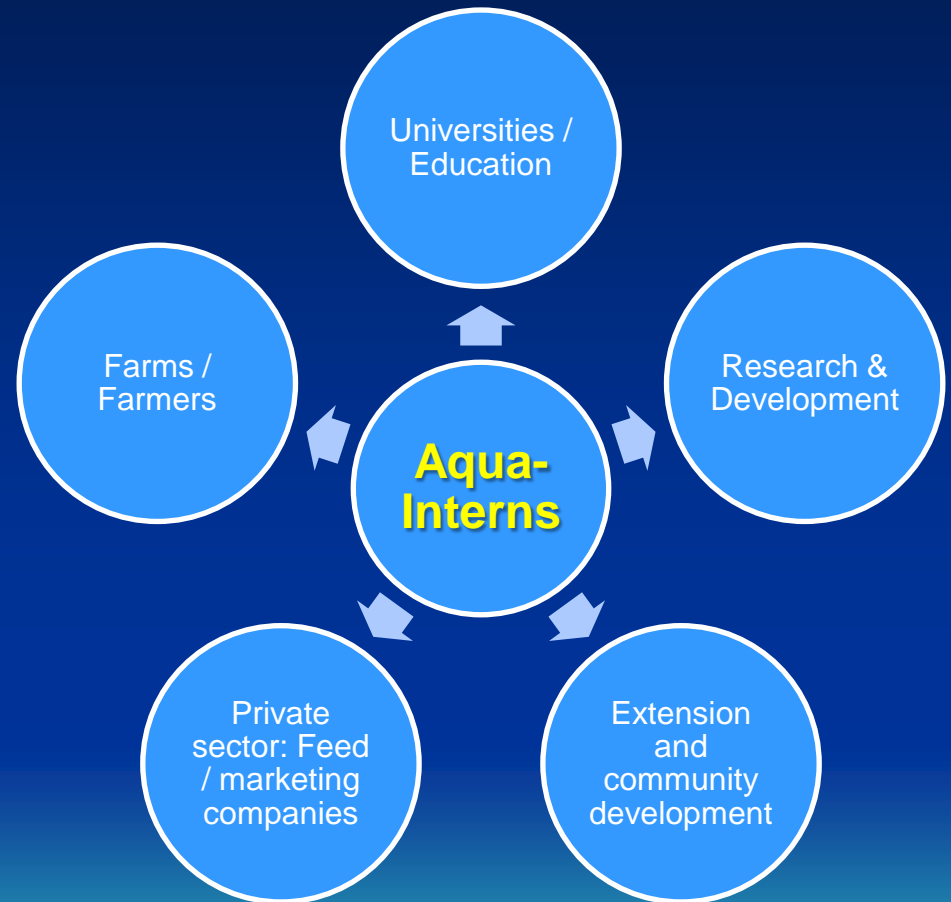 Universities /
Education
Farms /
Farmers
Research &
Development
Aqua-
Interns
Private
sector: Feed
/ marketing
companies
Extension
and
community
development